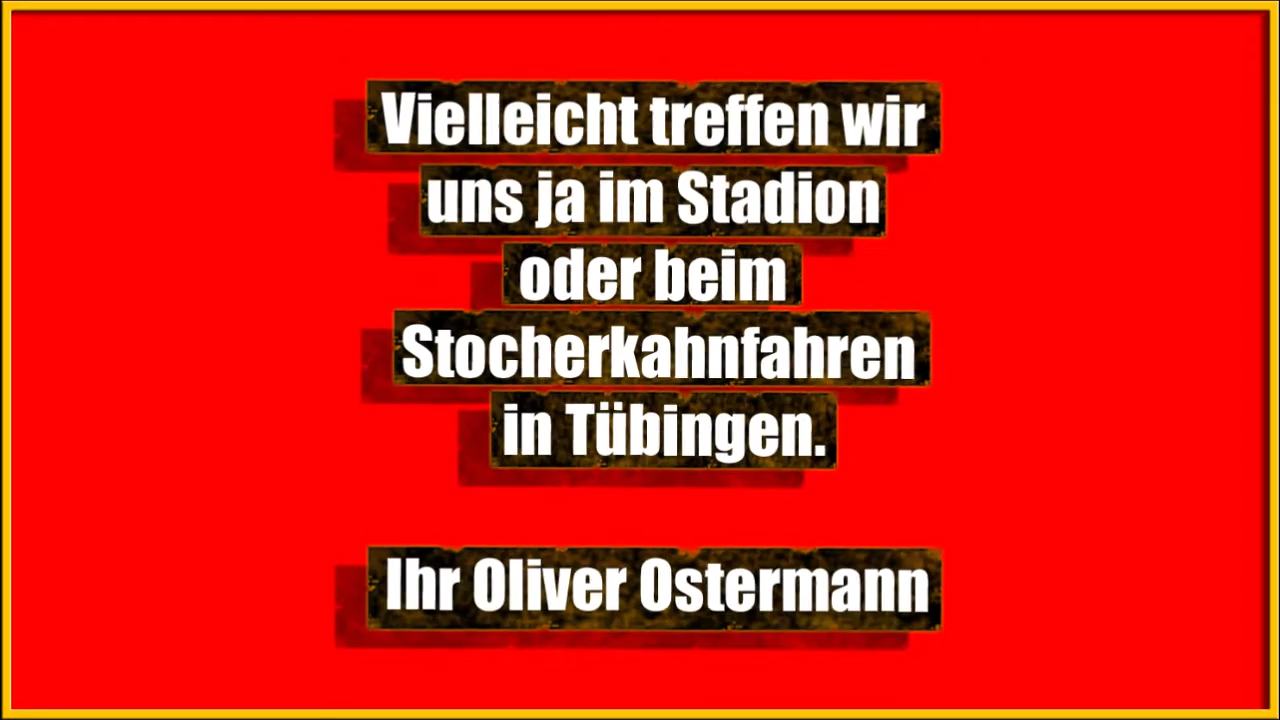 Vielleicht treffen wir
uns ja im Stadion
oder beim
Stocherkahnfahren
in Tübingen.
Ihr Oliver Ostermann